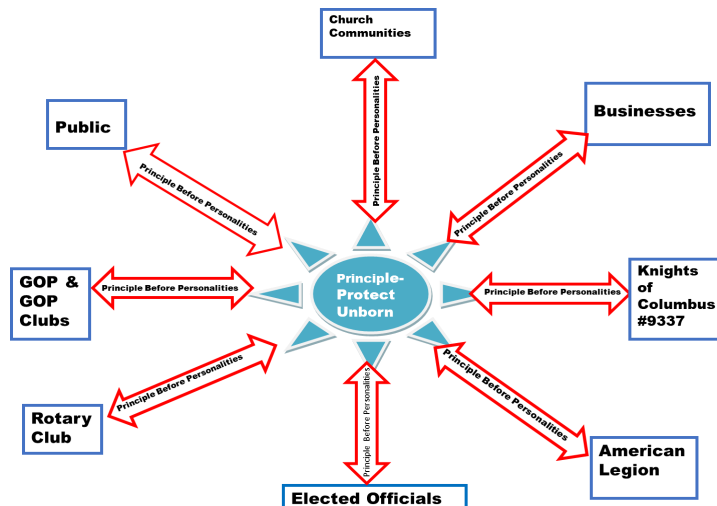 Church
Communities
Public
Businesses
Principle Before Personalities
Principle Before Personalities
Principle Before Personalities
GOP &
GOP
Clubs
Principle Before Personalities
Principle-
Protect
Unborn
Principle Before Personalities
Knights
of
Columbus
#9337
Rotary
Club
Principle Before Personalities
Principle Before Personalities
Principle Before Personalities
American
Legion
Elected Officials